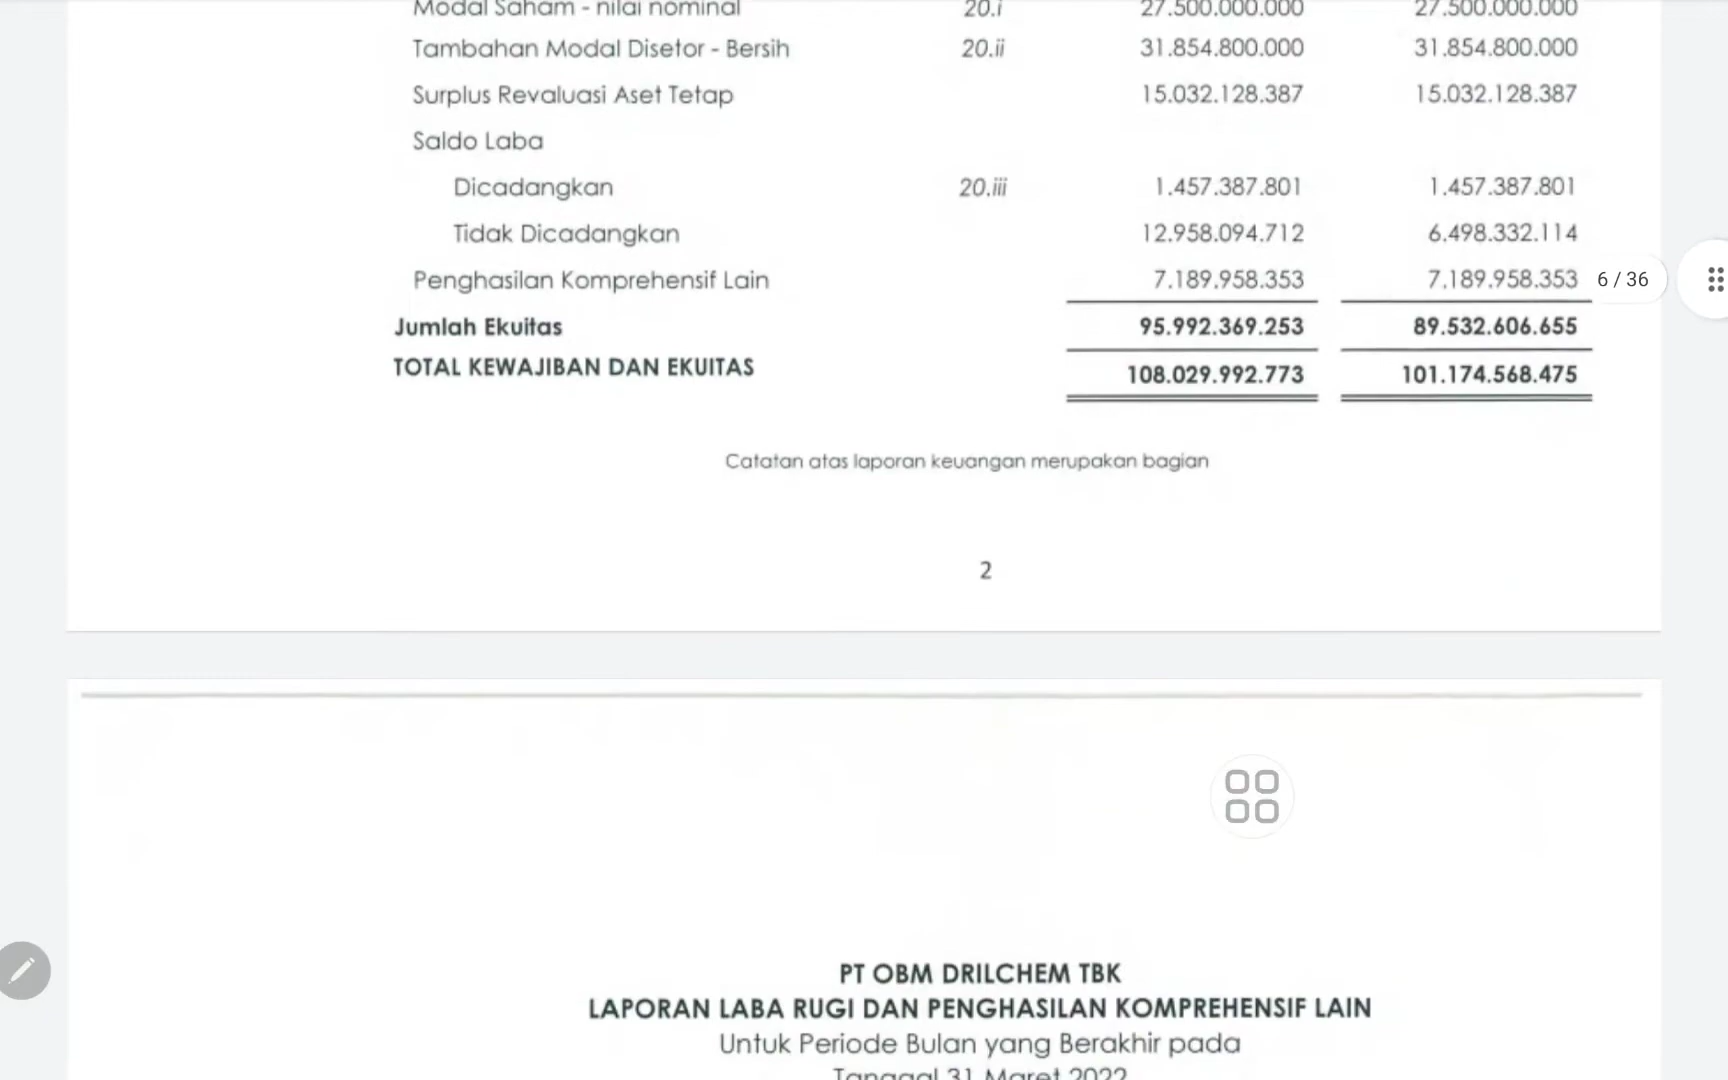 Modal Saham - nilai nominal 20.i 27.500.000.000 27.500.000.000
Tambahan Modal Disetor - Bersih 20.ii 31.854.800.000 31.854.800.000
Surplus Revaluasi Aset Tetap 15.032.128.387 15.032.128.387
Saldo Laba
Dicadangkan 20.iii 1.457.387.801 1.457.387.801
Tidak Dicadangkan 12.958.094.712 6.498.332.114
Penghasilan Komprehensif Lain 7.189.958.353 7.189.958.353
6 / 36
Jumlah Ekuitas 95.992.369.253 89.532.606.655
TOTAL KEWAJIBAN DAN EKUITAS 108.029.992.773 101.174.568.475
Catatan atas laporan keuangan merupakan bagian
2
PT OBM DRILCHEM TBK
LAPORAN LABA RUGI DAN PENGHASILAN KOMPREHENSIF LAIN
Untuk Periode Bulan yang Berakhir pada
Tanggal 31 Maret 2022